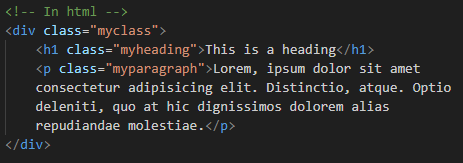 <!-- In html -->
<div class="myclass">
<h1 class="myheading">This is a heading</h1>
<p class="myparagraph">Lorem, ipsum dolor sit amet
consectetur adipisicing elit. Distinctio, atque. Optio
deleniti, quo at hic dignissimos dolorem alias
repudiandae molestiae.</p>
</div>